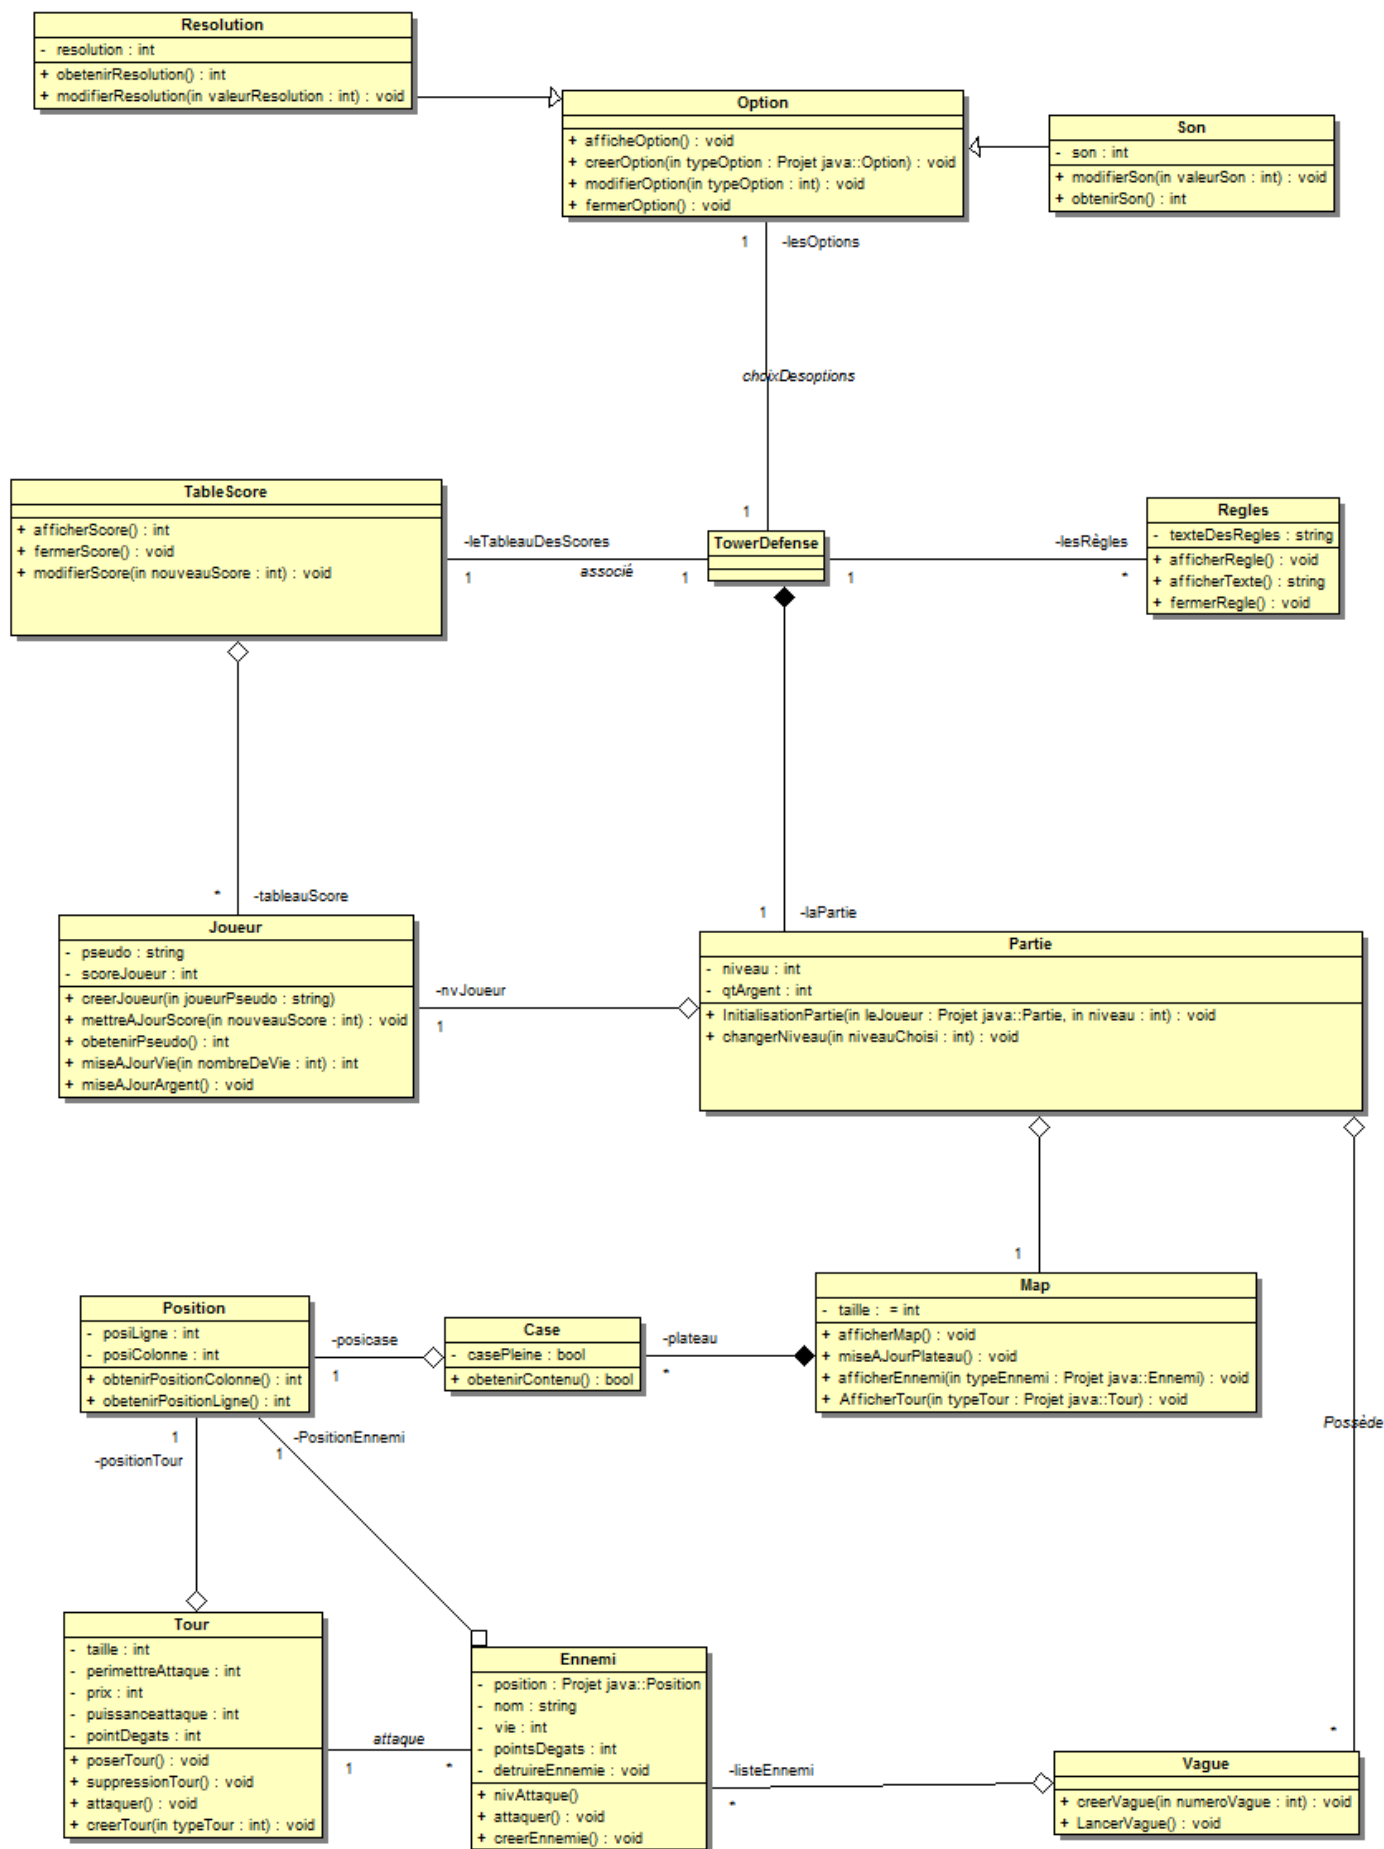 Resolution
- resolution : int
+ obetenirResolution() : int
+ modifierResolution(in valeurResolution : int) : void
Option
+ afficheOption() : void
+ creerOption(in typeOption : Projet java::Option) : void
+ modifierOption(in typeOption : int) : void
+ fermerOption() : void
Son
- son : int
+ modifierSon(in valeurSon : int) : void
+ obtenirSon() : int
1 -lesOptions
choixDesoptions
1
TableScore
+ afficherScore() : int
+ fermerScore() : void
+ modifierScore(in nouveauScore : int) : void
-leTableauDesScores
1 associé 1
TowerDefense
-lesRègles
1 *
Regles
- texteDesRegles : string
+ afficherRegle() : void
+ afficherTexte() : string
+ fermerRegle() : void
* -tableauScore
1 -laPartie
Joueur
- pseudo : string
- scoreJoueur : int
+ creerJoueur(in joueurPseudo : string)
+ mettreAJourScore(in nouveauScore : int) : void
+ obetenirPseudo() : int
+ miseAJourVie(in nombreDeVie : int) : int
+ miseAJourArgent() : void
-nvJoueur
1
Partie
- niveau : int
- qtArgent : int
+ InitialisationPartie(in leJoueur : Projet java::Partie, in niveau : int) : void
+ changerNiveau(in niveauChoisi : int) : void
1
Position
- posiLigne : int
- posiColonne : int
+ obtenirPositionColonne() : int
+ obetenirPositionLigne() : int
-posicase
1
Case
- casePleine : bool
+ obetenirContenu() : bool
-plateau
*
Map
- taille : = int
+ afficherMap() : void
+ miseAJourPlateau() : void
+ afficherEnnemi(in typeEnnemi : Projet java::Ennemi) : void
+ AfficherTour(in typeTour : Projet java::Tour) : void
Possède
1
-positionTour
-PositionEnnemi
1
Tour
- taille : int
- perimettreAttaque : int
- prix : int
- puissanceattaque : int
- pointDegats : int
+ poserTour() : void
+ suppressionTour() : void
+ attaquer() : void
+ creerTour(in typeTour : int) : void
attaque
1 *
Ennemi
- position : Projet java::Position
- nom : string
- vie : int
- pointsDegats : int
- detruireEnnemie : void
+ nivAttaque()
+ attaquer() : void
+ creerEnnemie() : void
-listeEnnemi
*
*
Vague
+ creerVague(in numeroVague : int) : void
+ LancerVague() : void